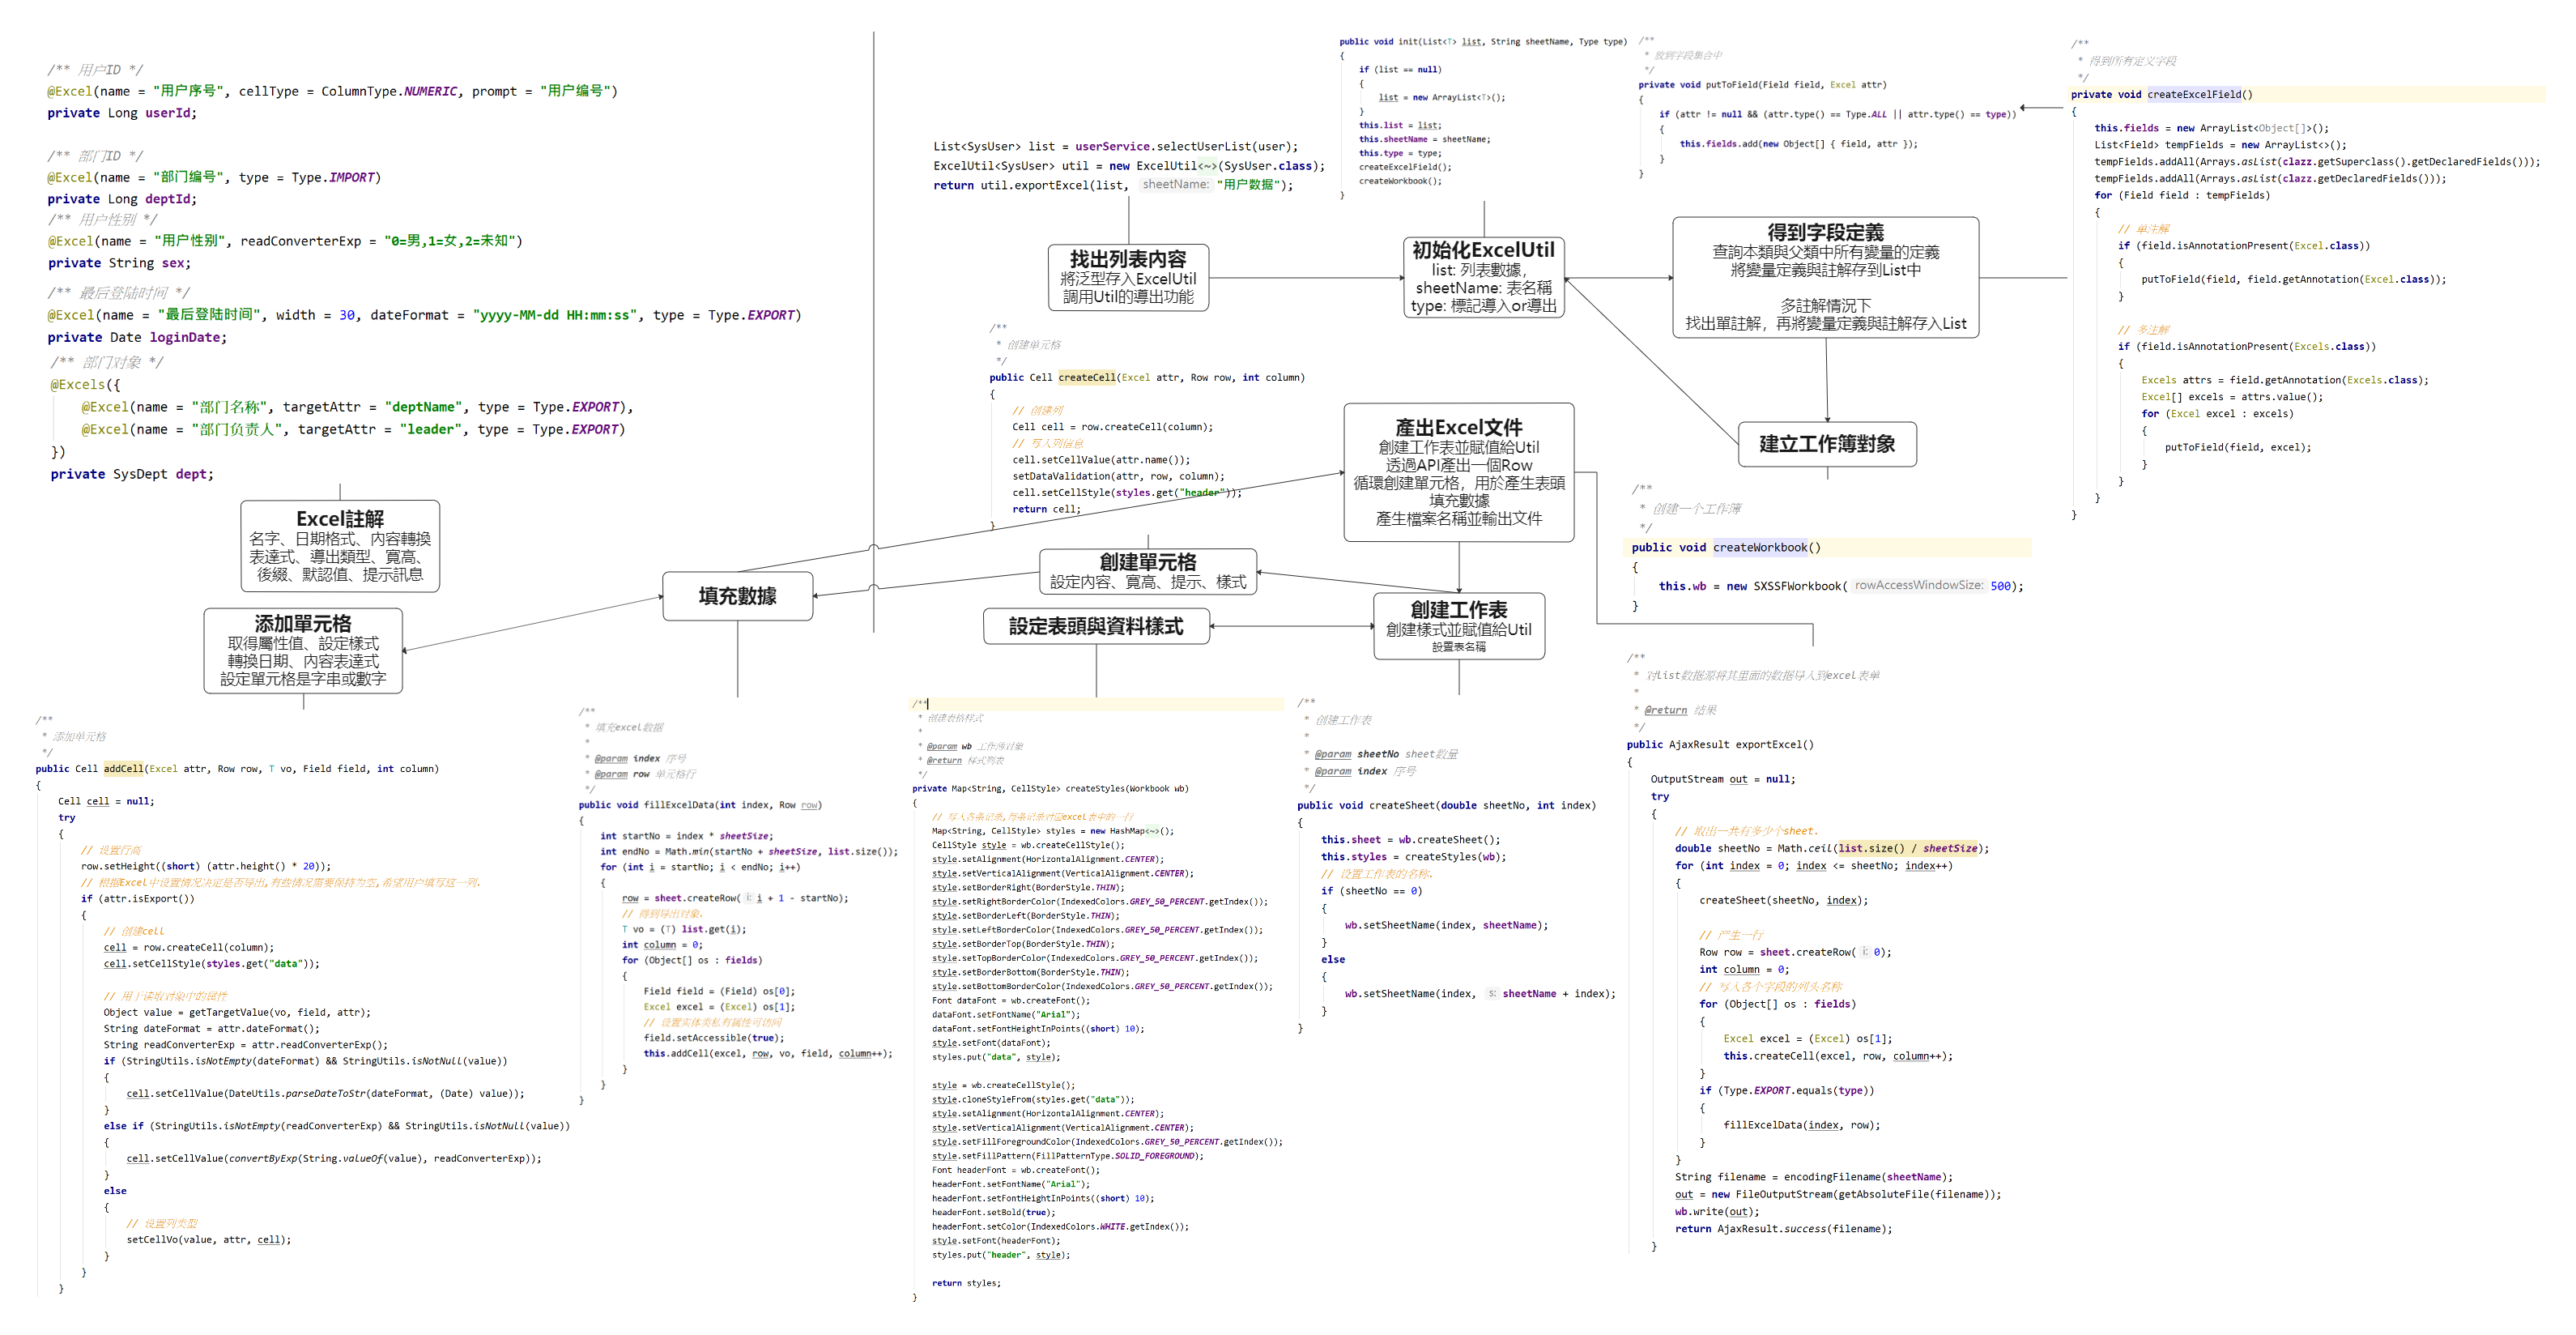 /** 用户ID */
@Excel(name = "用户序号", cellType = ColumnType.NUMERIC, prompt = "用户编号")
private Long userId;
/** 部门ID */
@Excel(name = "部门编号", type = Type.IMPORT)
private Long deptId;
/** 用户性别 */
@Excel(name = "用户性别", readConverterExp = "0=男,1=女,2=未知")
private String sex;
/** 最后登陆时间 */
@Excel(name = "最后登陆时间", width = 30, dateFormat = "yyyy-MM-dd HH:mm:ss", type = Type.EXPORT)
private Date loginDate;
/** 部门对象 */
@Excels({
@Excel(name = "部门名称", targetAttr = "deptName", type = Type.EXPORT),
@Excel(name = "部门负责人", targetAttr = "leader", type = Type.EXPORT)
})
private SysDept dept;
Excel註解
名字、日期格式、内容轉換
表達式、導出類型、寬高、
後綴、默認值、提示訊息
添加單元格
取得屬性值、設定樣式
轉換日期、內容表達式
設定單元格是字串或數字
填充數據
List<SysUser> list = userService.selectUserList(user);
ExcelUtil<SysUser> util = new ExcelUtil<~>(SysUser.class);
return util.exportExcel(list, sheetName: "用户数据");
找出列表内容
將泛型存入ExcelUtil
調用Util的導出功能
public void init(List<T> list, String sheetName, Type type)
{
if (list == null)
{
list = new ArrayList<T>();
}
this.list = list;
this.sheetName = sheetName;
this.type = type;
createExcelField();
createWorkbook();
}
初始化ExcelUtil
list: 列表數據，
sheetName: 表名稱
type: 標記導入or導出
/**
* 放到字段集合中
*/
private void putToField(Field field, Excel attr)
{
if (attr != null && (attr.type() == Type.ALL || attr.type() == type))
{
this.fields.add(new Object[] { field, attr });
}
}
得到字段定義
查詢本類與父類中所有變量的定義
將變量定義與註解存到List中
多註解情況下
找出單註解，再將變量定義與註解存入List
/**
* 得到所有定义字段
*/
private void createExcelField()
{
this.fields = new ArrayList<Object[]>();
List<Field> tempFields = new ArrayList<>();
tempFields.addAll(Arrays.asList(clazz.getSuperclass().getDeclaredFields()));
tempFields.addAll(Arrays.asList(clazz.getDeclaredFields()));
for (Field field : tempFields)
{
// 单注解
if (field.isAnnotationPresent(Excel.class))
{
putToField(field, field.getAnnotation(Excel.class));
}
// 多注解
if (field.isAnnotationPresent(Excels.class))
{
Excels attrs = field.getAnnotation(Excels.class);
Excel[] excels = attrs.value();
for (Excel excel : excels)
{
putToField(field, excel);
}
}
}
}
/**
* 创建单元格
*/
public Cell createCell(Excel attr, Row row, int column)
{
// 创建列
Cell cell = row.createCell(column);
// 写入列信息
cell.setCellValue(attr.name());
setDataValidation(attr, row, column);
cell.setCellStyle(styles.get("header"));
return cell;
}
創建單元格
設定內容、寬高、提示、樣式
產出Excel文件
創建工作表並賦值給Util
透過API產出一個Row
循環創建單元格，用於產生表頭
填充數據
產生檔案名稱並輸出文件
建立工作簿對象
/**
* 创建一个工作簿
*/
public void createWorkbook()
{
this.wb = new SXSSFWorkbook( rowAccessWindowSize: 500);
}
設定表頭與資料樣式
創建工作表
創建樣式並賦值給Util
設置表名稱
/**
* 添加单元格
*/
public Cell addCell(Excel attr, Row row, T vo, Field field, int column)
{
Cell cell = null;
try
{
// 设置行高
row.setHeight((short) (attr.height() * 20));
// 根据Excel中设置情况决定是否导出,有些情况需要保持为空,希望用户填写这一列.
if (attr.isExport())
{
// 创建cell
cell = row.createCell(column);
cell.setCellStyle(styles.get("data"));
// 用于读取对象中的属性
Object value = getTargetValue(vo, field, attr);
String dateFormat = attr.dateFormat();
String readConverterExp = attr.readConverterExp();
if (StringUtils.isNotEmpty(dateFormat) && StringUtils.isNotNull(value))
{
cell.setCellValue(DateUtils.parseDateToStr(dateFormat, (Date) value));
}
else if (StringUtils.isNotEmpty(readConverterExp) && StringUtils.isNotNull(value))
{
cell.setCellValue(convertByExp(String.valueOf(value), readConverterExp));
}
else
{
// 设置列类型
setCellVo(value, attr, cell);
}
}
}
/**
* 填充excel数据
*
* @param index 序号
* @param row 单元格行
*/
public void fillExcelData(int index, Row row)
{
int startNo = index * sheetSize;
int endNo = Math.min(startNo + sheetSize, list.size());
for (int i = startNo; i < endNo; i++)
{
row = sheet.createRow( i: i + 1 - startNo);
// 得到导出对象.
T vo = (T) list.get(i);
int column = 0;
for (Object[] os : fields)
{
Field field = (Field) os[0];
Excel excel = (Excel) os[1];
// 设置实体类私有属性可访问
field.setAccessible(true);
this.addCell(excel, row, vo, field, column++);
}
}
}
/**
* 创建表格样式
*
* @param wb 工作薄对象
* @return 样式列表
*/
private Map<String, CellStyle> createStyles(Workbook wb)
{
// 写入各条记录,每条记录对应excel表中的一行
Map<String, CellStyle> styles = new HashMap<~>();
CellStyle style = wb.createCellStyle();
style.setAlignment(HorizontalAlignment.CENTER);
style.setVerticalAlignment(VerticalAlignment.CENTER);
style.setBorderRight(BorderStyle.THIN);
style.setRightBorderColor(IndexedColors.GREY_50_PERCENT.getIndex());
style.setBorderLeft(BorderStyle.THIN);
style.setLeftBorderColor(IndexedColors.GREY_50_PERCENT.getIndex());
style.setBorderTop(BorderStyle.THIN);
style.setTopBorderColor(IndexedColors.GREY_50_PERCENT.getIndex());
style.setBorderBottom(BorderStyle.THIN);
style.setBottomBorderColor(IndexedColors.GREY_50_PERCENT.getIndex());
Font dataFont = wb.createFont();
dataFont.setFontName("Arial");
dataFont.setFontHeightInPoints((short) 10);
style.setFont(dataFont);
styles.put("data", style);
style = wb.createCellStyle();
style.cloneStyleFrom(styles.get("data"));
style.setAlignment(HorizontalAlignment.CENTER);
style.setVerticalAlignment(VerticalAlignment.CENTER);
style.setFillForegroundColor(IndexedColors.GREY_50_PERCENT.getIndex());
style.setFillPattern(FillPatternType.SOLID_FOREGROUND);
Font headerFont = wb.createFont();
headerFont.setFontName("Arial");
headerFont.setFontHeightInPoints((short) 10);
headerFont.setBold(true);
headerFont.setColor(IndexedColors.WHITE.getIndex());
style.setFont(headerFont);
styles.put("header", style);
return styles;
}
/**
* 创建工作表
*
* @param sheetNo sheet数量
* @param index 序号
*/
public void createSheet(double sheetNo, int index)
{
this.sheet = wb.createSheet();
this.styles = createStyles(wb);
// 设置工作表的名称.
if (sheetNo == 0)
{
wb.setSheetName(index, sheetName);
}
else
{
wb.setSheetName(index, s: sheetName + index);
}
}
/**
* 对list数据源将其里面的数据导入到excel表单
*
* @return 结果
*/
public AjaxResult exportExcel()
{
OutputStream out = null;
try
{
// 取出一共有多少个sheet.
double sheetNo = Math.ceil(list.size() / sheetSize);
for (int index = 0; index <= sheetNo; index++)
{
createSheet(sheetNo, index);
// 产生一行
Row row = sheet.createRow( i: 0);
int column = 0;
// 写入各个字段的列头名称
for (Object[] os : fields)
{
Excel excel = (Excel) os[1];
this.createCell(excel, row, column++);
}
if (Type.EXPORT.equals(type))
{
fillExcelData(index, row);
}
}
String filename = encodingFilename(sheetName);
out = new FileOutputStream(getAbsoluteFile(filename));
wb.write(out);
return AjaxResult.success(filename);
}